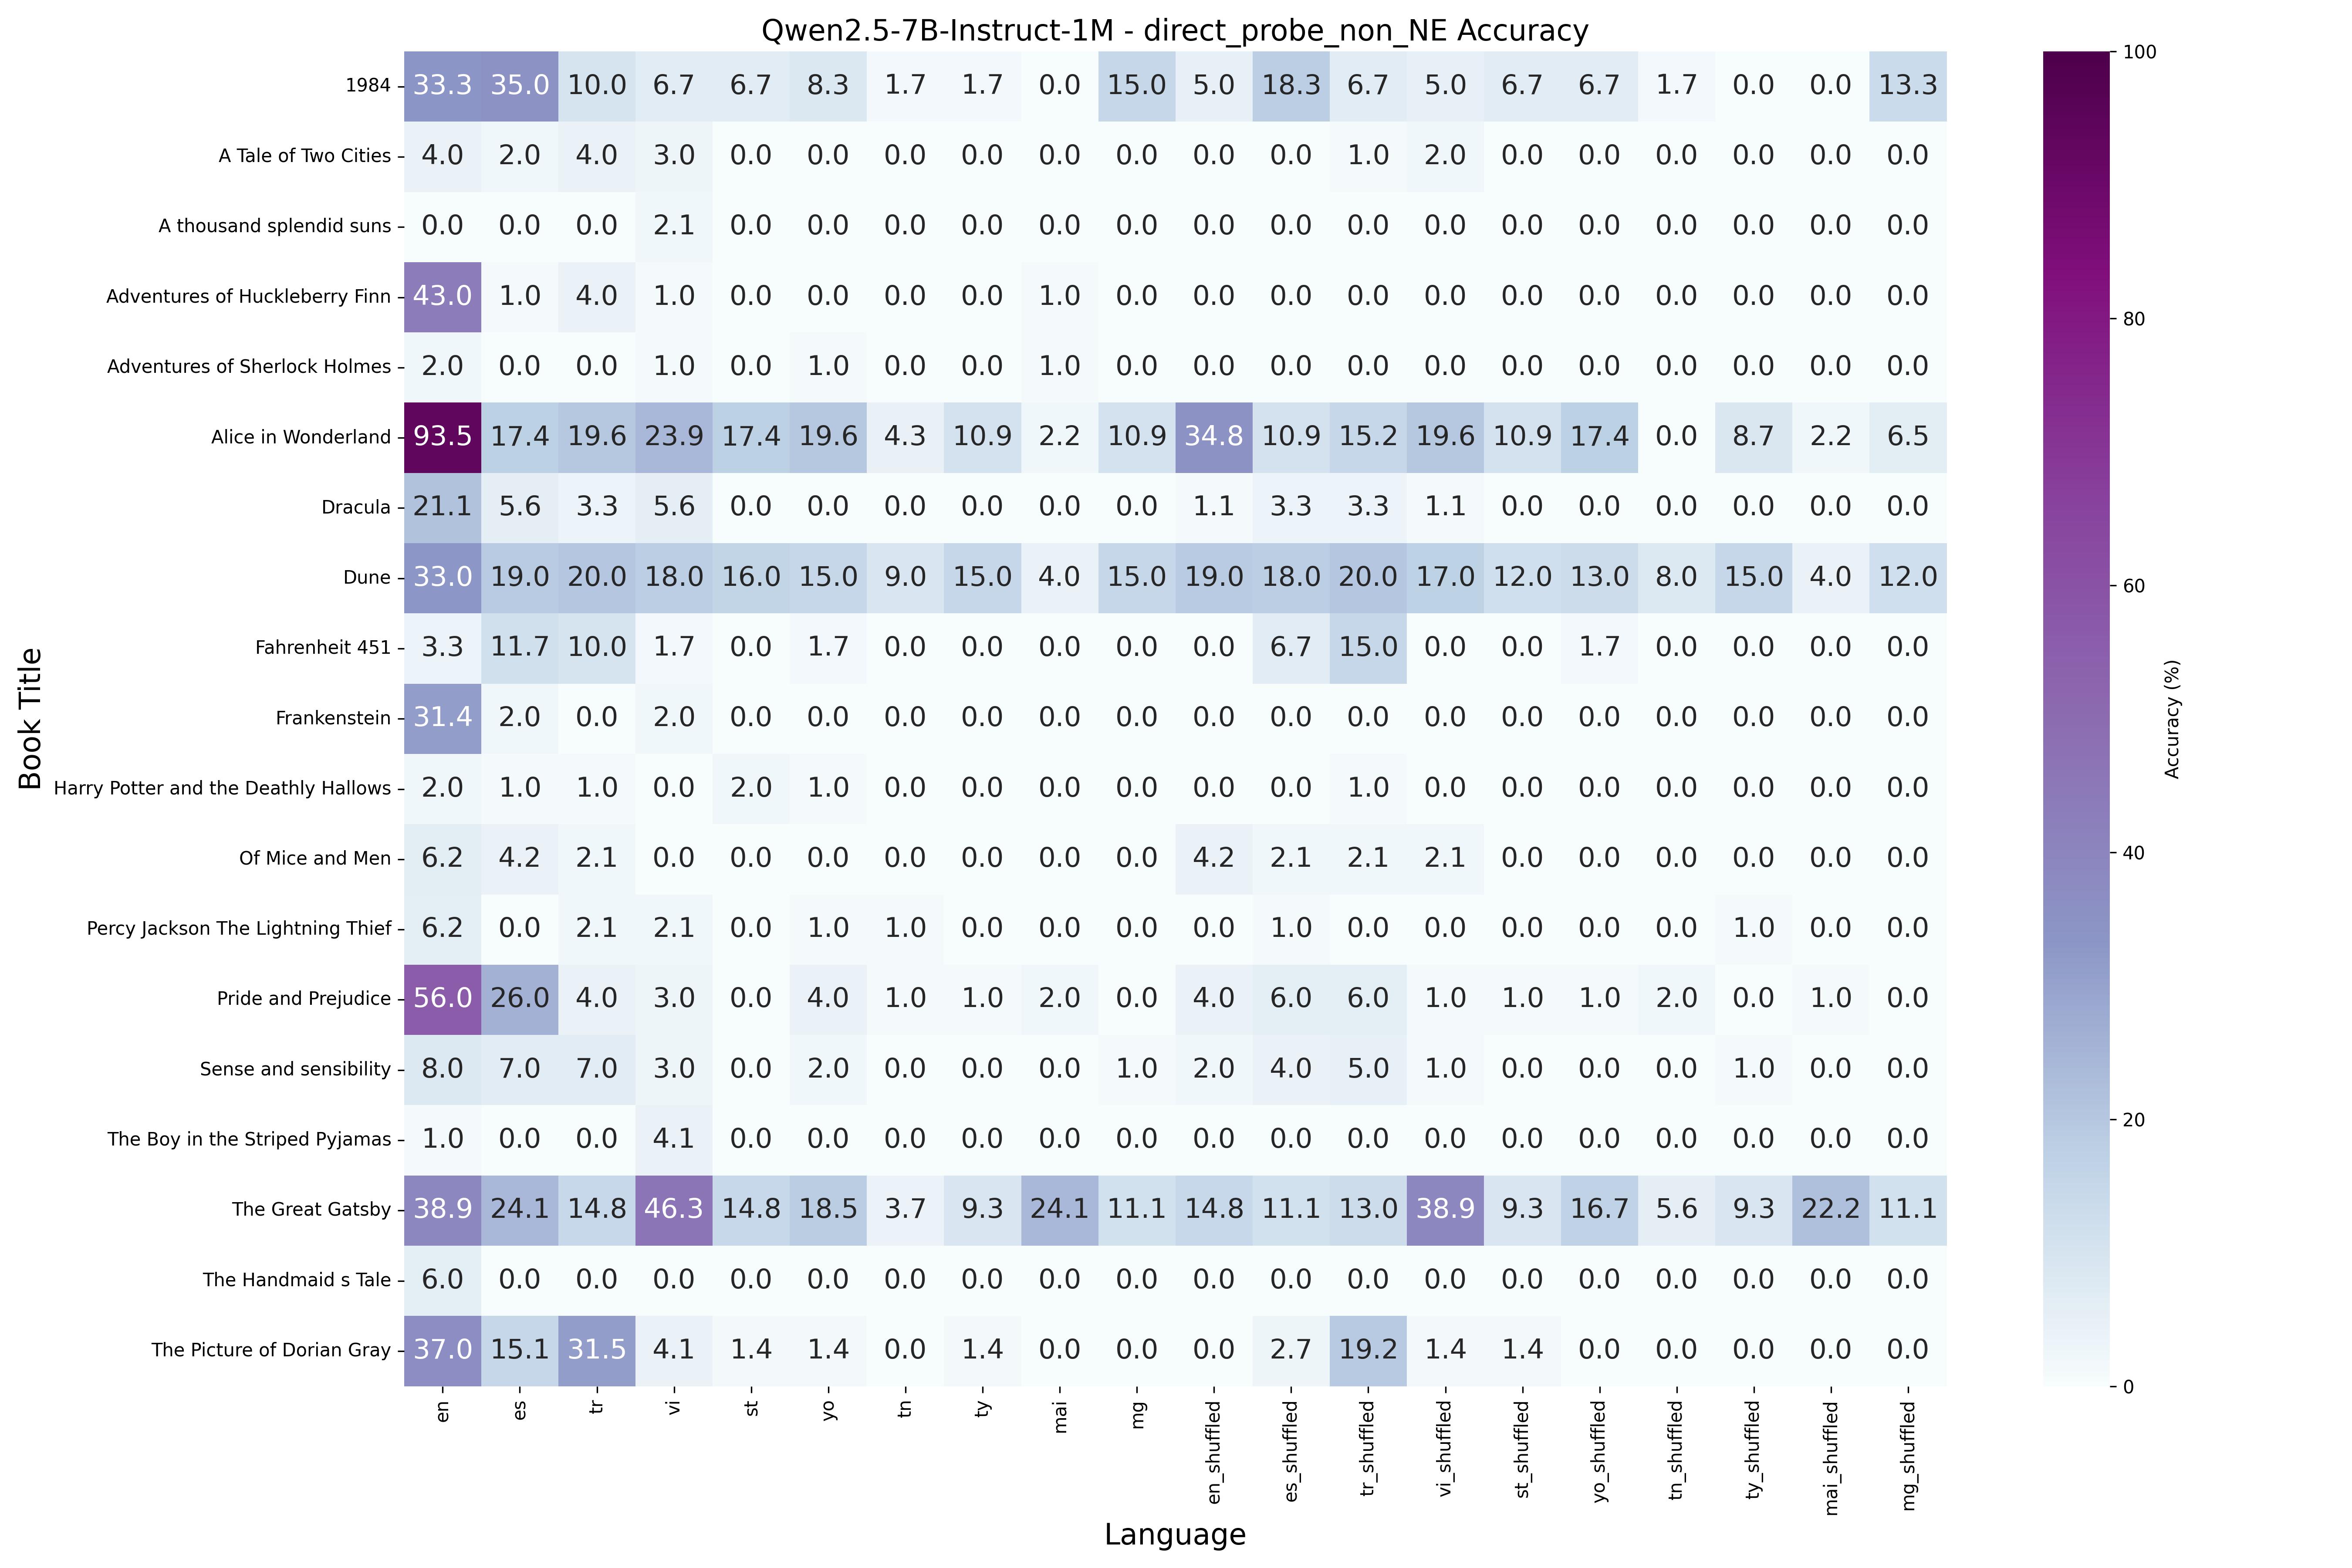 Qwen2.5-7B-Instruct-1M - direct_probe_non_NE Accuracy
Book Title
1984 33.3 35.0 10.0 6.7 6.7 8.3 1.7 1.7 0.0 15.0 5.0 18.3 6.7 5.0 6.7 6.7 1.7 0.0 0.0 13.3
A Tale of Two Cities 4.0 2.0 4.0 3.0 0.0 0.0 0.0 0.0 0.0 0.0 0.0 0.0 1.0 2.0 0.0 0.0 0.0 0.0 0.0 0.0
A thousand splendid suns 0.0 0.0 0.0 2.1 0.0 0.0 0.0 0.0 0.0 0.0 0.0 0.0 0.0 0.0 0.0 0.0 0.0 0.0 0.0 0.0
Adventures of Huckleberry Finn 43.0 1.0 4.0 1.0 0.0 0.0 0.0 0.0 1.0 0.0 0.0 0.0 0.0 0.0 0.0 0.0 0.0 0.0 0.0 0.0
Adventures of Sherlock Holmes 2.0 0.0 0.0 1.0 0.0 1.0 0.0 0.0 1.0 0.0 0.0 0.0 0.0 0.0 0.0 0.0 0.0 0.0 0.0 0.0
Alice in Wonderland 93.5 17.4 19.6 23.9 17.4 19.6 4.3 10.9 2.2 10.9 34.8 10.9 15.2 19.6 10.9 17.4 0.0 8.7 2.2 6.5
Dracula 21.1 5.6 3.3 5.6 0.0 0.0 0.0 0.0 0.0 0.0 1.1 3.3 3.3 1.1 0.0 0.0 0.0 0.0 0.0 0.0
Dune 33.0 19.0 20.0 18.0 16.0 15.0 9.0 15.0 4.0 15.0 19.0 18.0 20.0 17.0 12.0 13.0 8.0 15.0 4.0 12.0
Fahrenheit 451 3.3 11.7 10.0 1.7 0.0 1.7 0.0 0.0 0.0 0.0 0.0 6.7 15.0 0.0 0.0 1.7 0.0 0.0 0.0 0.0
Frankenstein 31.4 2.0 0.0 2.0 0.0 0.0 0.0 0.0 0.0 0.0 0.0 0.0 0.0 0.0 0.0 0.0 0.0 0.0 0.0 0.0
Harry Potter and the Deathly Hallows 2.0 1.0 1.0 0.0 2.0 1.0 0.0 0.0 0.0 0.0 0.0 0.0 1.0 0.0 0.0 0.0 0.0 0.0 0.0 0.0
Of Mice and Men 6.2 4.2 2.1 0.0 0.0 0.0 0.0 0.0 0.0 0.0 4.2 2.1 2.1 2.1 0.0 0.0 0.0 0.0 0.0 0.0
Percy Jackson The Lightning Thief 6.2 0.0 2.1 2.1 0.0 1.0 1.0 0.0 0.0 0.0 0.0 1.0 0.0 0.0 0.0 0.0 0.0 1.0 0.0 0.0
Pride and Prejudice 56.0 26.0 4.0 3.0 0.0 4.0 1.0 1.0 2.0 0.0 4.0 6.0 6.0 1.0 1.0 1.0 2.0 0.0 1.0 0.0
Sense and sensibility 8.0 7.0 7.0 3.0 0.0 2.0 0.0 0.0 0.0 1.0 2.0 4.0 5.0 1.0 0.0 0.0 0.0 1.0 0.0 0.0
The Boy in the Striped Pyjamas 1.0 0.0 0.0 4.1 0.0 0.0 0.0 0.0 0.0 0.0 0.0 0.0 0.0 0.0 0.0 0.0 0.0 0.0 0.0 0.0
The Great Gatsby 38.9 24.1 14.8 46.3 14.8 18.5 3.7 9.3 24.1 11.1 14.8 11.1 13.0 38.9 9.3 16.7 5.6 9.3 22.2 11.1
The Handmaid s Tale 6.0 0.0 0.0 0.0 0.0 0.0 0.0 0.0 0.0 0.0 0.0 0.0 0.0 0.0 0.0 0.0 0.0 0.0 0.0 0.0
The Picture of Dorian Gray 37.0 15.1 31.5 4.1 1.4 1.4 0.0 1.4 0.0 0.0 0.0 2.7 19.2 1.4 1.4 0.0 0.0 0.0 0.0 0.0
en es tr vi st yo tn ty mai mg en_shuffled es_shuffled tr_shuffled vi_shuffled st_shuffled yo_shuffled tn_shuffled ty_shuffled mai_shuffled mg_shuffled
Language
100
80
60
40
20
0
Accuracy (%)